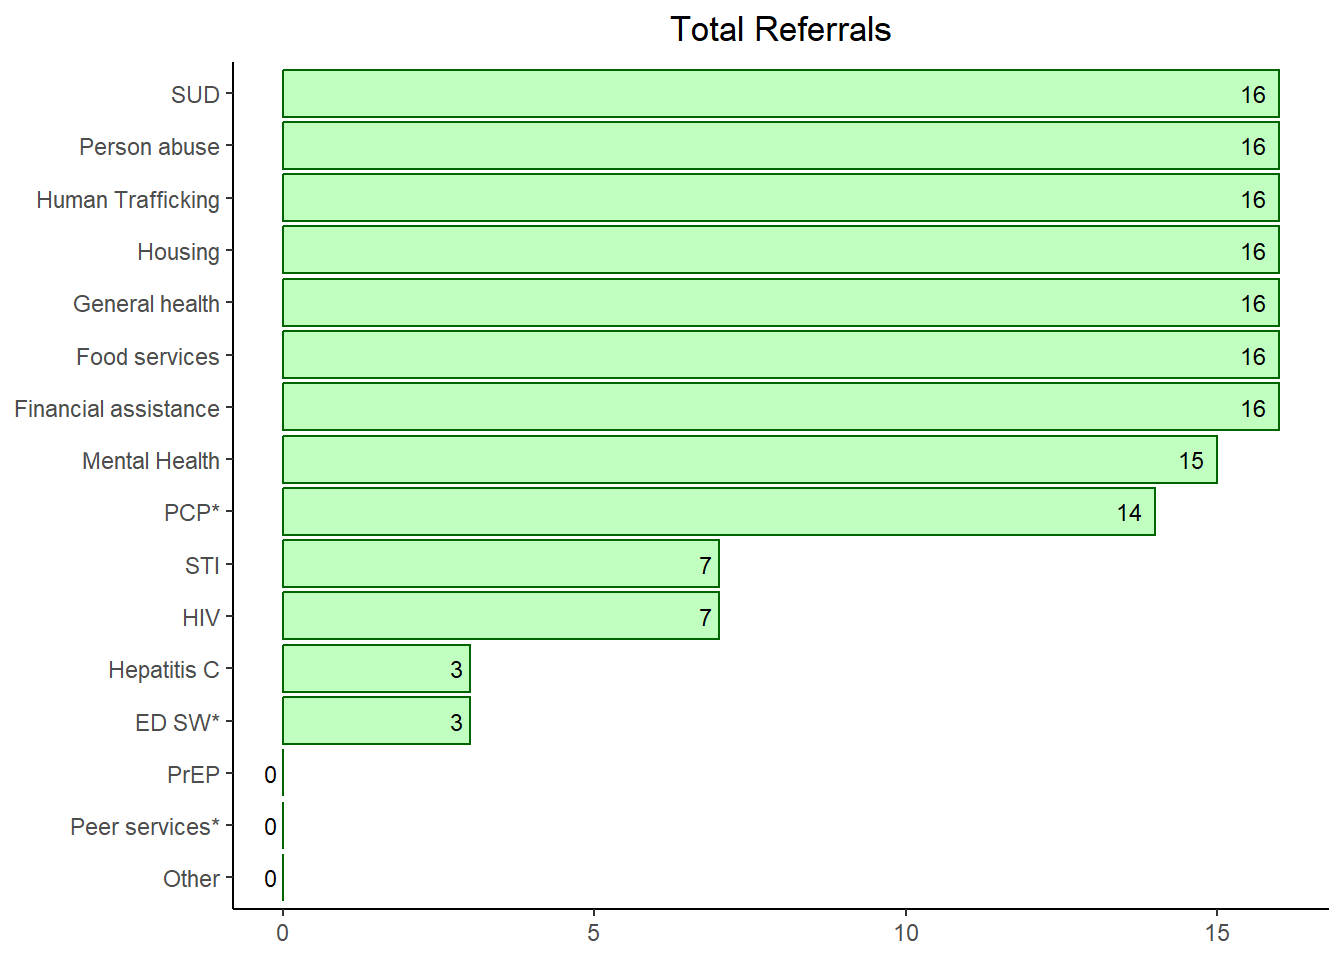 Total Referrals
SUD 16
Person abuse 16
Human Trafficking 16
Housing 16
General health 16
Food services 16
Financial assistance 16
Mental Health 15
PCP* 14
STI 7
HIV 7
Hepatitis C 3
ED SW* 3
PrEP 0
Peer services* 0
Other 0
0 5 10 15